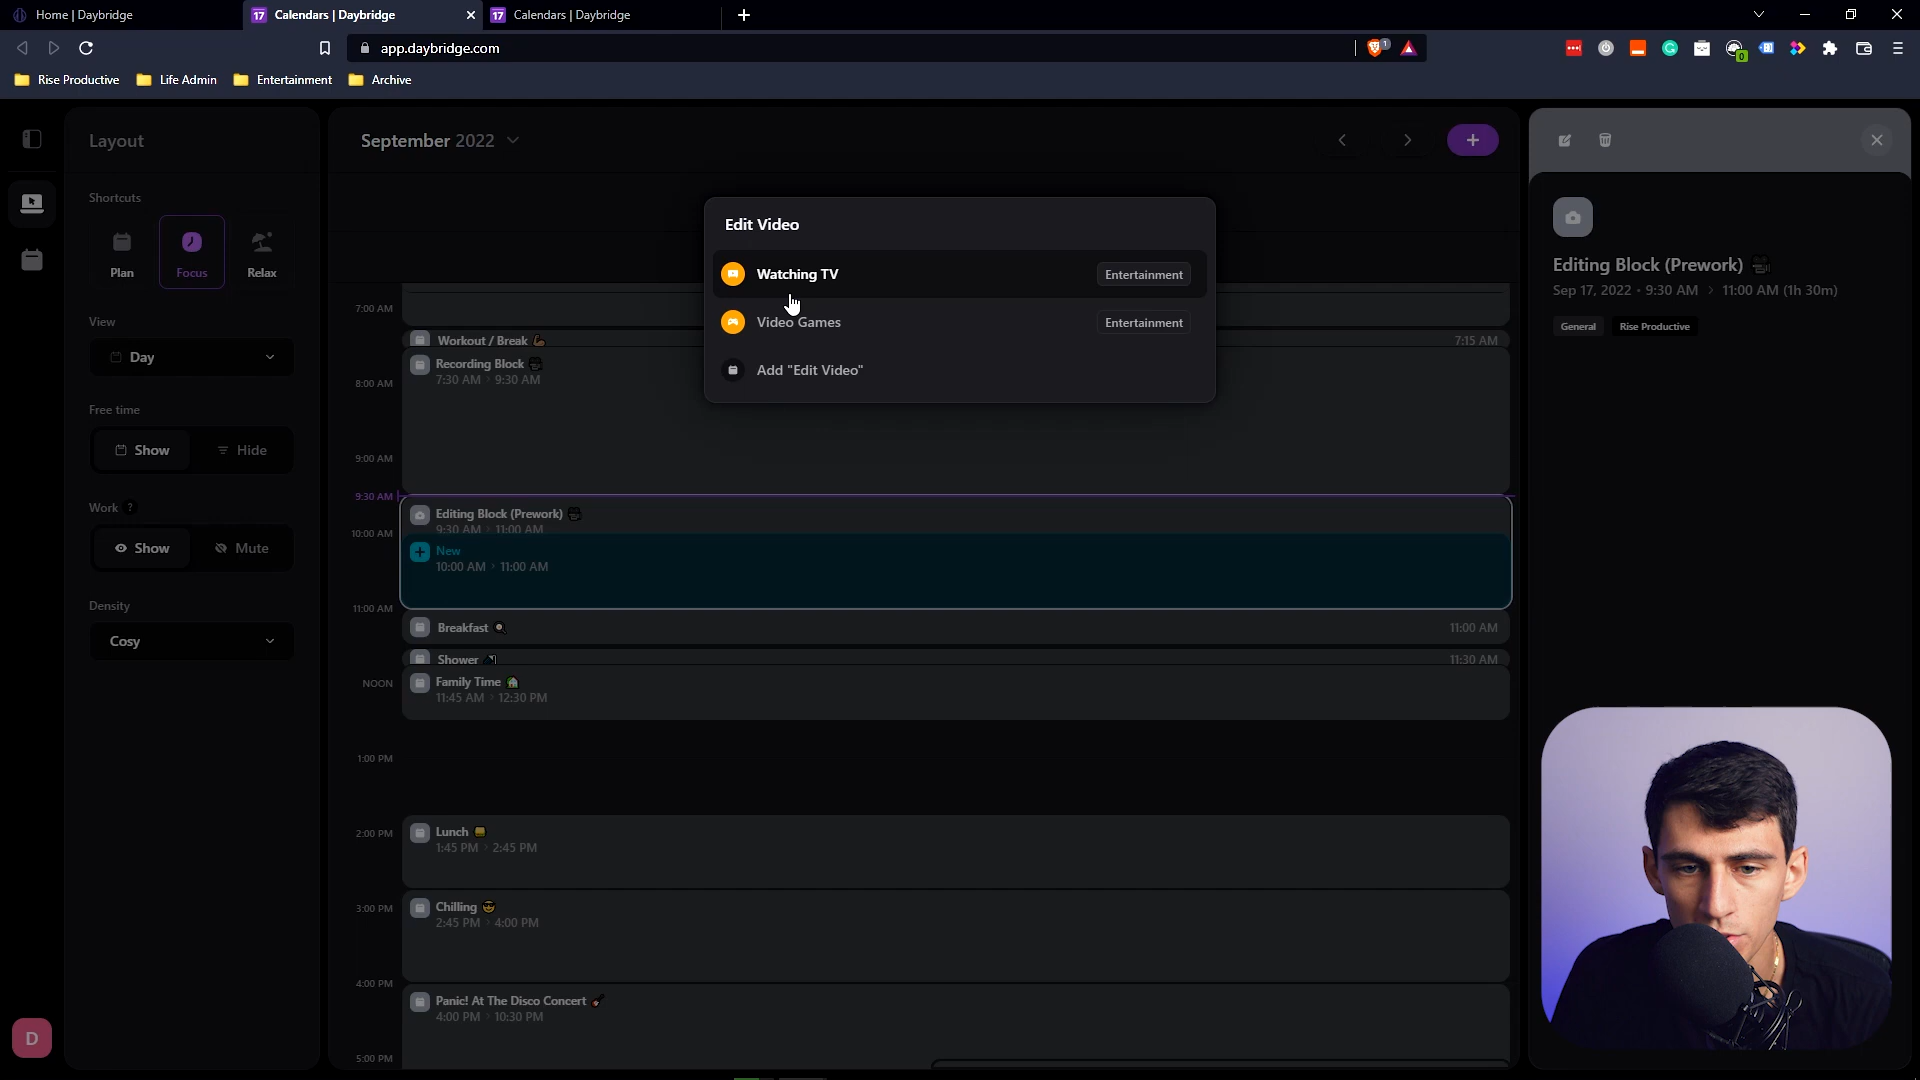 Home | Daybridge
17 Calendars | Daybridge
17 Calendars | Daybridge
app.daybridge.com
1
0
Rise Productive
Life Admin
Entertainment
Archive
Layout
Shortcuts
Plan
Focus
Relax
View
Day
Free time
Show
Hide
Work ?
Show
Mute
Density
Cosy
D
September 2022
Edit Video
Watching TV
Entertainment
Video Games
Entertainment
Add "Edit Video"
7:00 AM
Workout / Break
7:15 AM
Recording Block
7:30 AM > 9:30 AM
8:00 AM
9:00 AM
9:30 AM
Editing Block (Prework)
9:30 AM > 11:00 AM
10:00 AM
New
10:00 AM > 11:00 AM
11:00 AM
Breakfast
11:00 AM
Shower
11:30 AM
NOON
Family Time
11:45 AM > 12:30 PM
1:00 PM
2:00 PM
Lunch
1:45 PM > 2:45 PM
3:00 PM
Chilling
2:45 PM > 4:00 PM
4:00 PM
Panic! At The Disco Concert
4:00 PM > 10:30 PM
5:00 PM
Editing Block (Prework)
Sep 17, 2022 • 9:30 AM > 11:00 AM (1h 30m)
General
Rise Productive